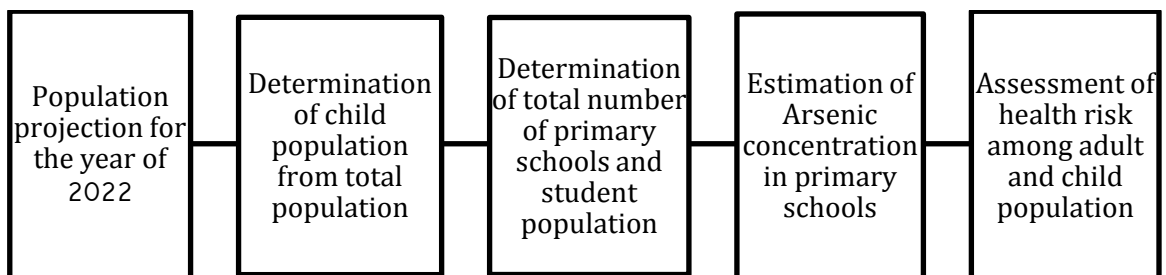 Population
projection for
the year of
2022
Determination
of child
population
from total
population
Determination
of total number
of primary
schools and
student
population
Estimation of
Arsenic
concentration
in primary
schools
Assessment of
health risk
among adult
and child
population